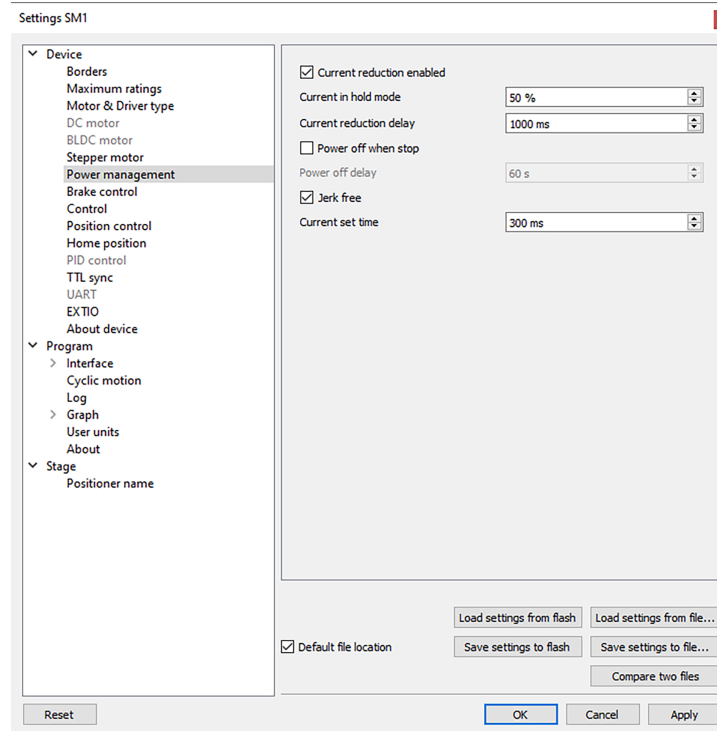 Settings SM1
Device
Borders
Maximum ratings
Motor & Driver type
DC motor
BLDC motor
Stepper motor
Power management
Brake control
Control
Position control
Home position
PID control
TTL sync
UART
EXTIO
About device
Program
Interface
Cyclic motion
Log
Graph
User units
About
Stage
Positioner name
Current reduction enabled
Current in hold mode 50 %
Current reduction delay 1000 ms
Power off when stop
Power off delay 60 s
Jerk free
Current set time 300 ms
Load settings from flash Load settings from file...
Default file location Save settings to flash Save settings to file...
Compare two files
Reset OK Cancel Apply